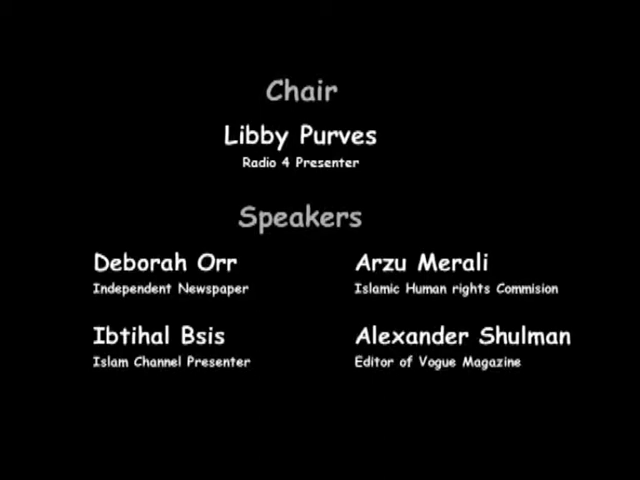 Chair
Libby Purves
Radio 4 Presenter
Speakers
Deborah Orr
Independent Newspaper
Arzu Merali
Islamic Human rights Commision
Ibtihal Bsis
Islam Channel Presenter
Alexander Shulman
Editor of Vogue Magazine